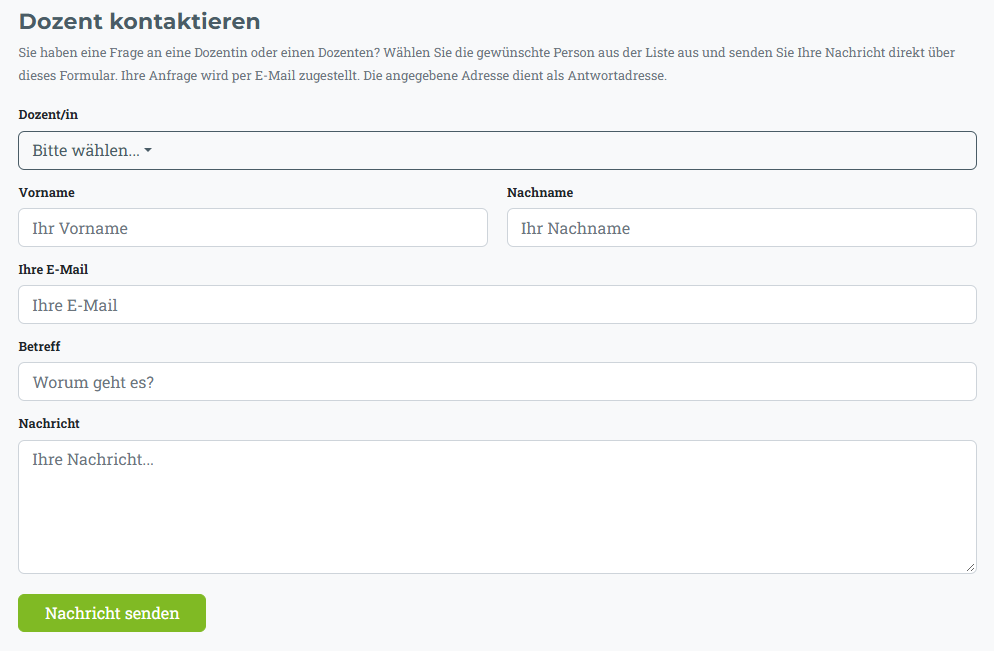 Dozent kontaktieren
Sie haben eine Frage an eine Dozentin oder einen Dozenten? Wählen Sie die gewünschte Person aus der Liste aus und senden Sie Ihre Nachricht direkt über
dieses Formular. Ihre Anfrage wird per E-Mail zugestellt. Die angegebene Adresse dient als Antwortadresse.
Dozent/in
Bitte wählen...
Vorname
Nachname
Ihr Vorname
Ihr Nachname
Ihre E-Mail
Ihre E-Mail
Betreff
Worum geht es?
Nachricht
Ihre Nachricht...
Nachricht senden